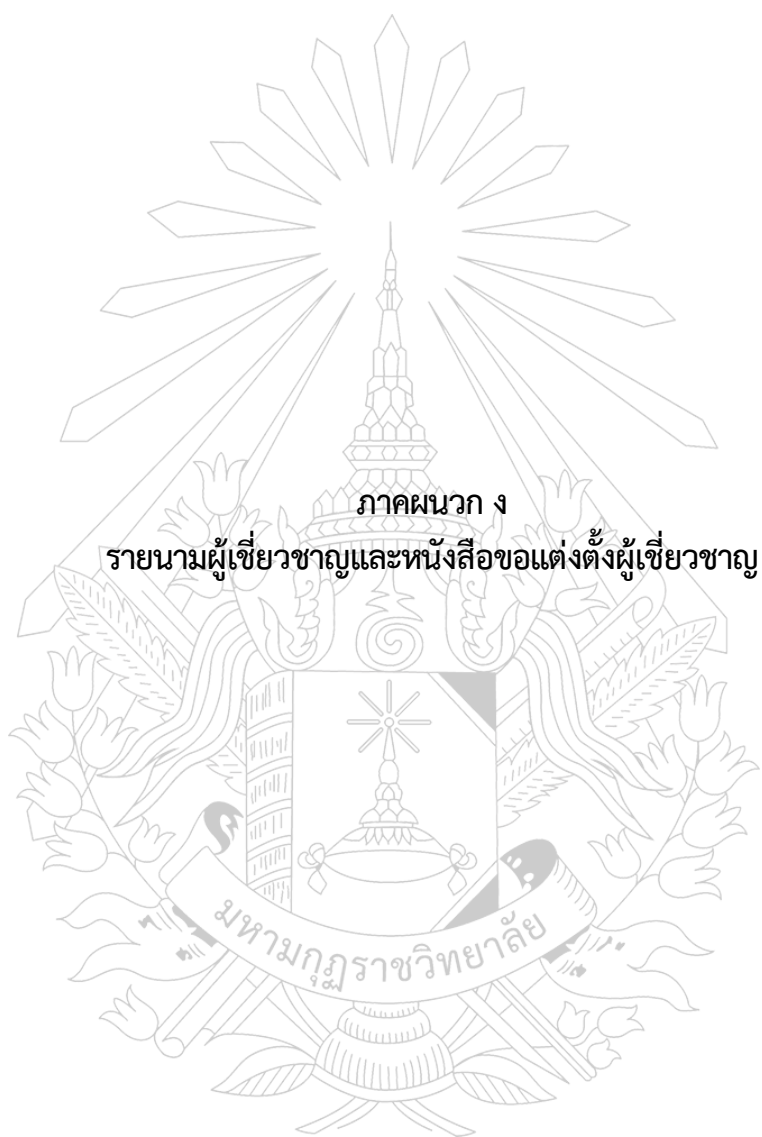 ภาคผนวก ง
รายนามผู้เชี่ยวชาญและหนังสือขอแต่งตั้งผู้เชี่ยวชาญ
มหามกุฏราชวิทยาลัย